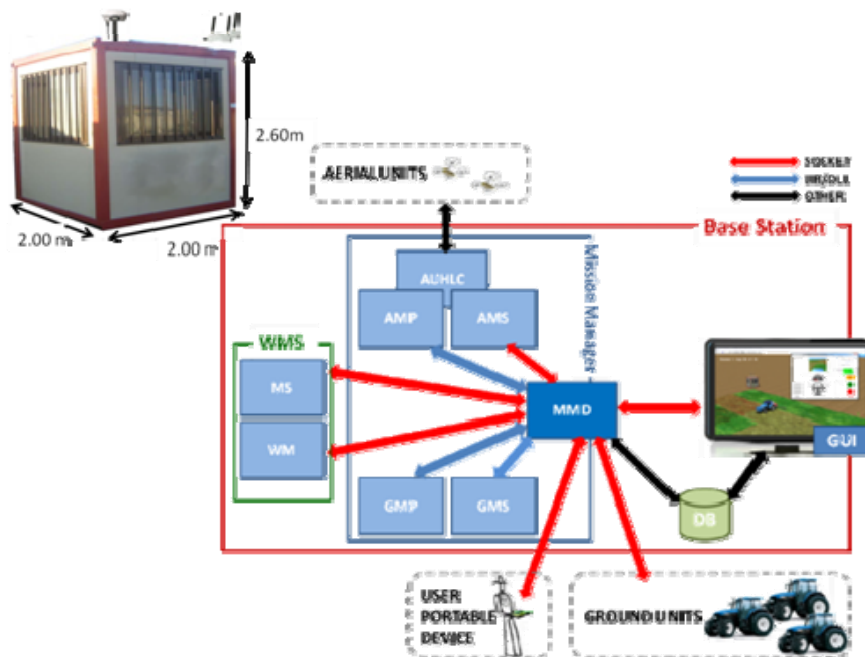 2.60m
2.00 m
2.00 m
AERIAL UNITS
SOCKET
OTHER
Base Station
Mission Manager
AUHLC
AMP
AMS
WMS
MS
MMD
WM
GUI
GMP
GMS
DB
USER
PORTABLE
DEVICE
GROUND UNITS